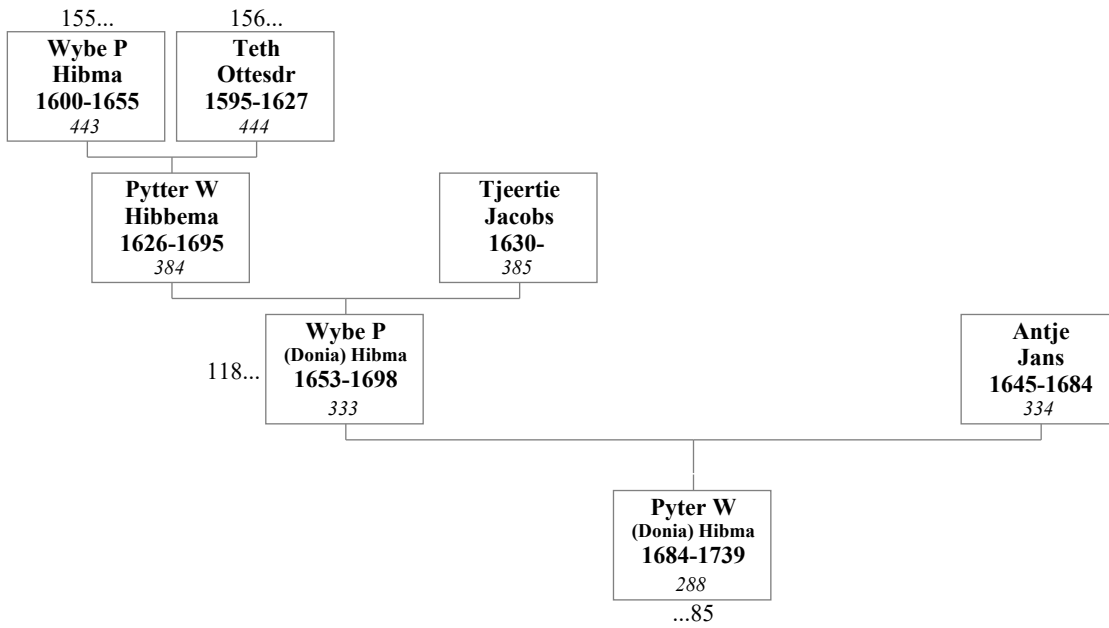 155...
156...
Wybe P
Hibma
1600-1655
443
Teth
Ottesdr
1595-1627
444
Pytter W
Hibbema
1626-1695
384
Tjeertie
Jacobs
1630-
385
118...
Wybe P
(Donia) Hibma
1653-1698
333
Antje
Jans
1645-1684
334
Pyter W
(Donia) Hibma
1684-1739
288
...85